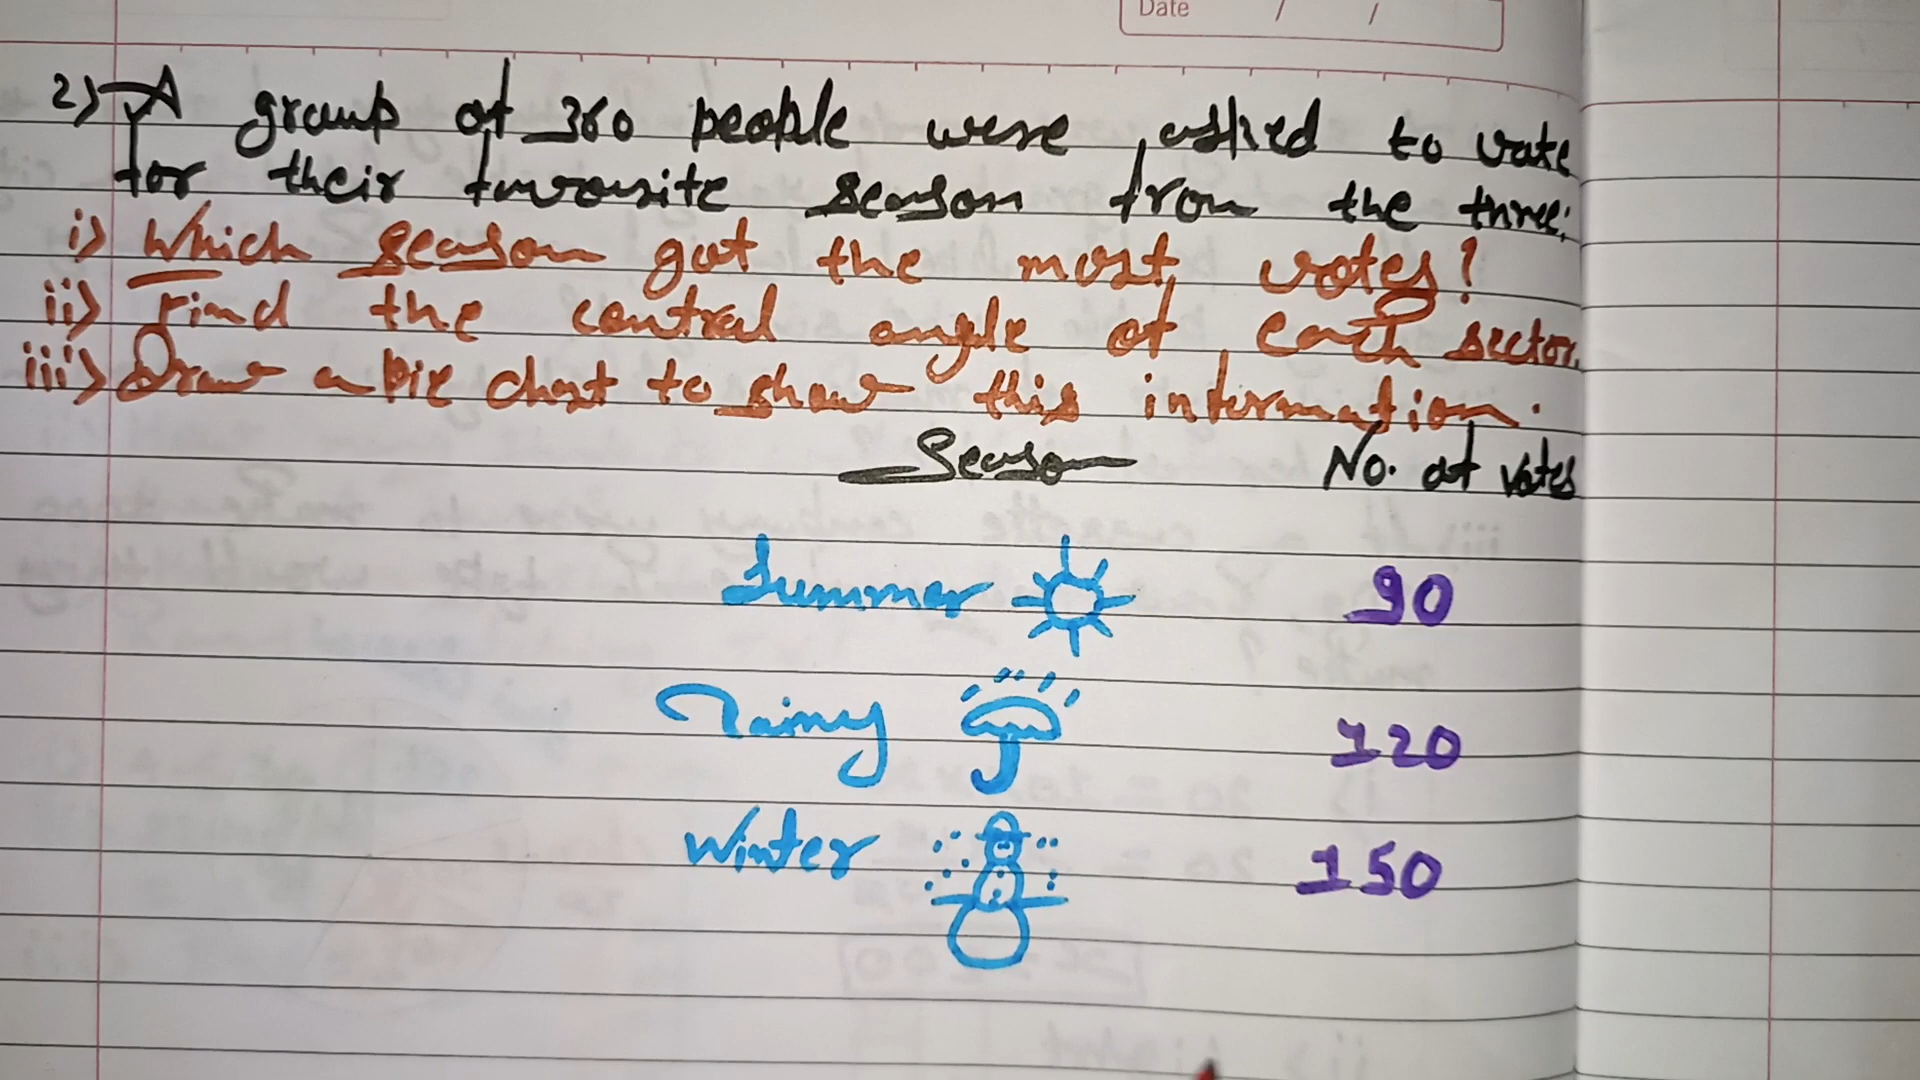 Date / /
2) A group of 360 people were asked to vote
for their favourite season from the three:
i) Which season got the most votes?
ii) Find the central angle of each sector.
iii) Draw a pie chart to show this information.
Season No. of votes
Summer 90
Rainy 120
Winter 150